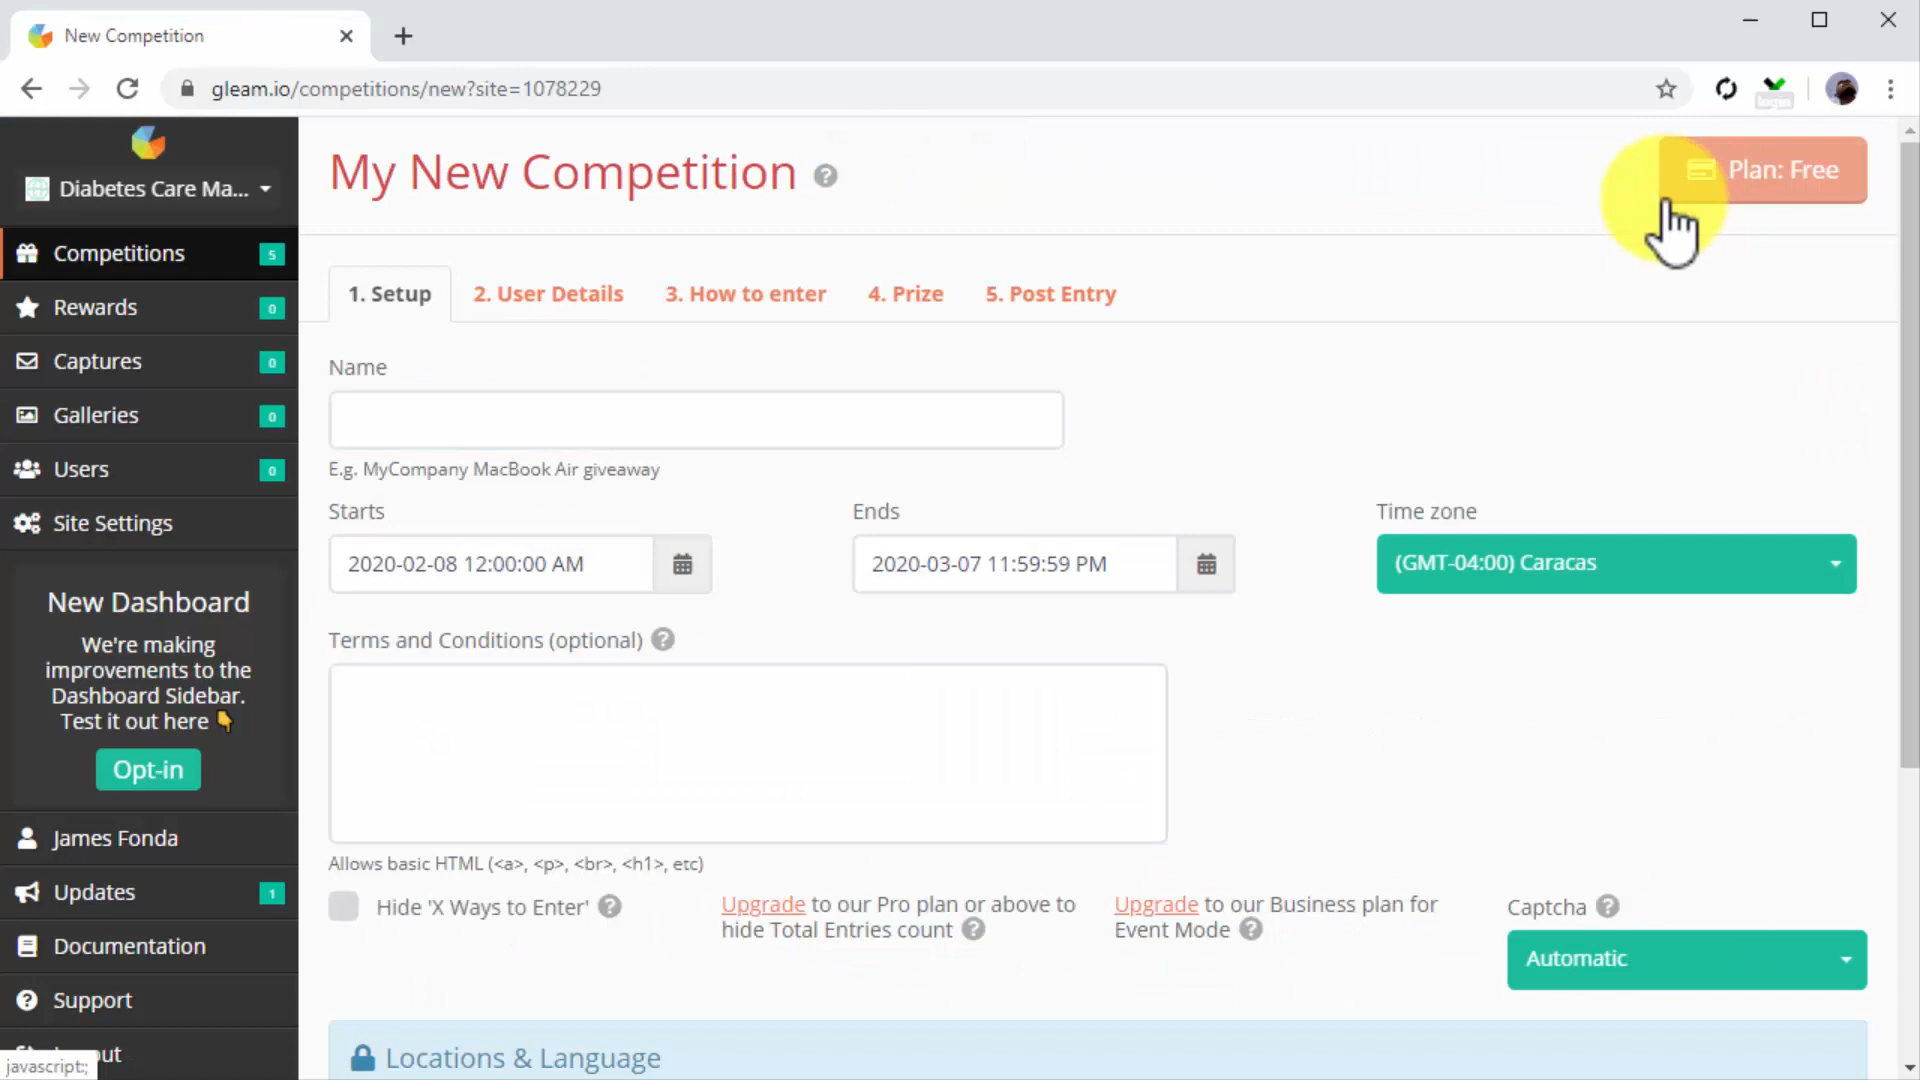 New Competition
gleam.io/competitions/new?site=1078229
login
Diabetes Care Ma...
My New Competition ?
Plan: Free
Competitions 5
Rewards 0
Captures 0
Galleries 0
Users 0
Site Settings
New Dashboard
We're making
improvements to the
Dashboard Sidebar.
Test it out here
Opt-in
James Fonda
Updates 1
Documentation
Support
javascript:;
1. Setup
2. User Details
3. How to enter
4. Prize
5. Post Entry
Name
E.g. MyCompany MacBook Air giveaway
Starts
2020-02-08 12:00:00 AM
Ends
2020-03-07 11:59:59 PM
Time zone
(GMT-04:00) Caracas
Terms and Conditions (optional) ?
Allows basic HTML (<a>, <p>, <br>, <h1>, etc)
Hide 'X Ways to Enter' ?
Upgrade to our Pro plan or above to
hide Total Entries count ?
Upgrade to our Business plan for
Event Mode ?
Captcha ?
Automatic
Locations & Language